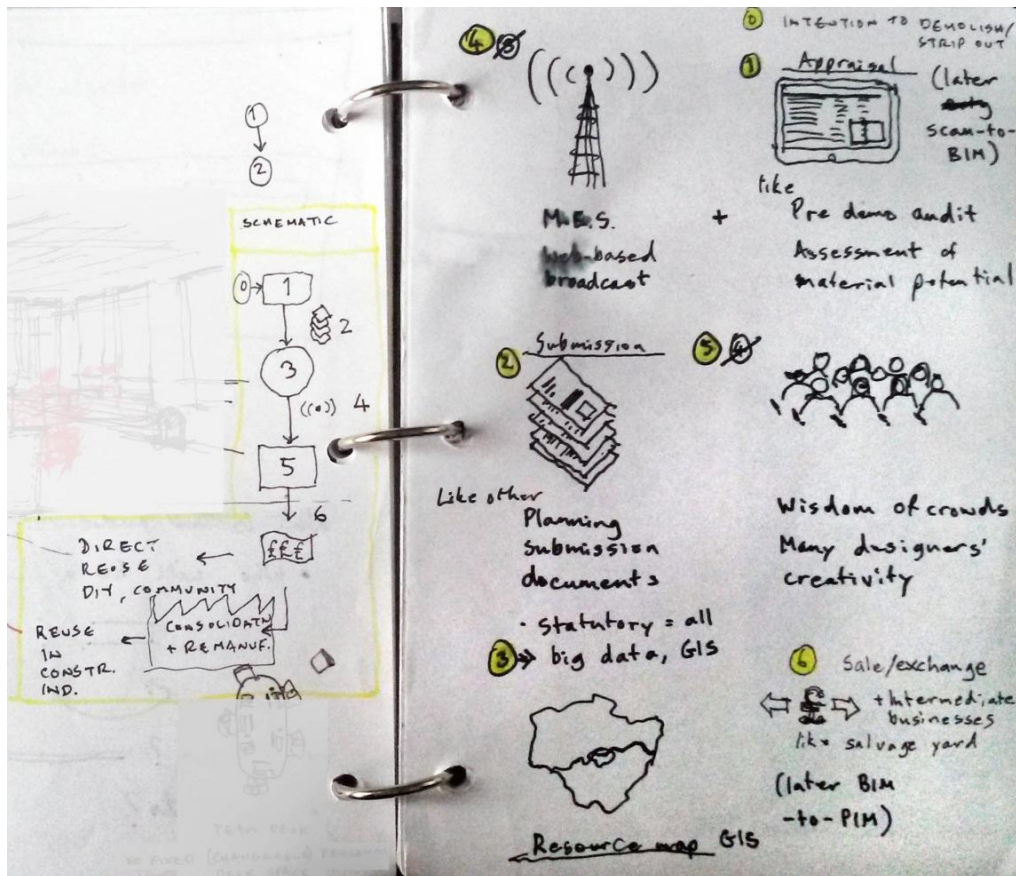 1
2
SCHEMATIC
0
1
2
3
((•)) 4
5
6
£££
DIRECT
REUSE
DIY, COMMUNITY
CONSOLIDATN
+ REMANUF.
REUSE
IN
CONSTR.
IND.
4 3
M.E.S.
web-based
broadcast
+
0 INTENTION TO DEMOLISH/
STRIP OUT
1 Appraisal
(later
scan-to-
BIM)
like
Pre demo audit
Assessment of
material potential
2 Submission
Like other
Planning
submission
documents
· statutory = all
3 → big data, GIS
Resource map GIS
5 4
Wisdom of crowds
Many designers'
creativity
6 Sale/exchange
£
+ Intermediate
businesses
like salvage yard
(later BIM
-to-PIM)
TEAM DESK